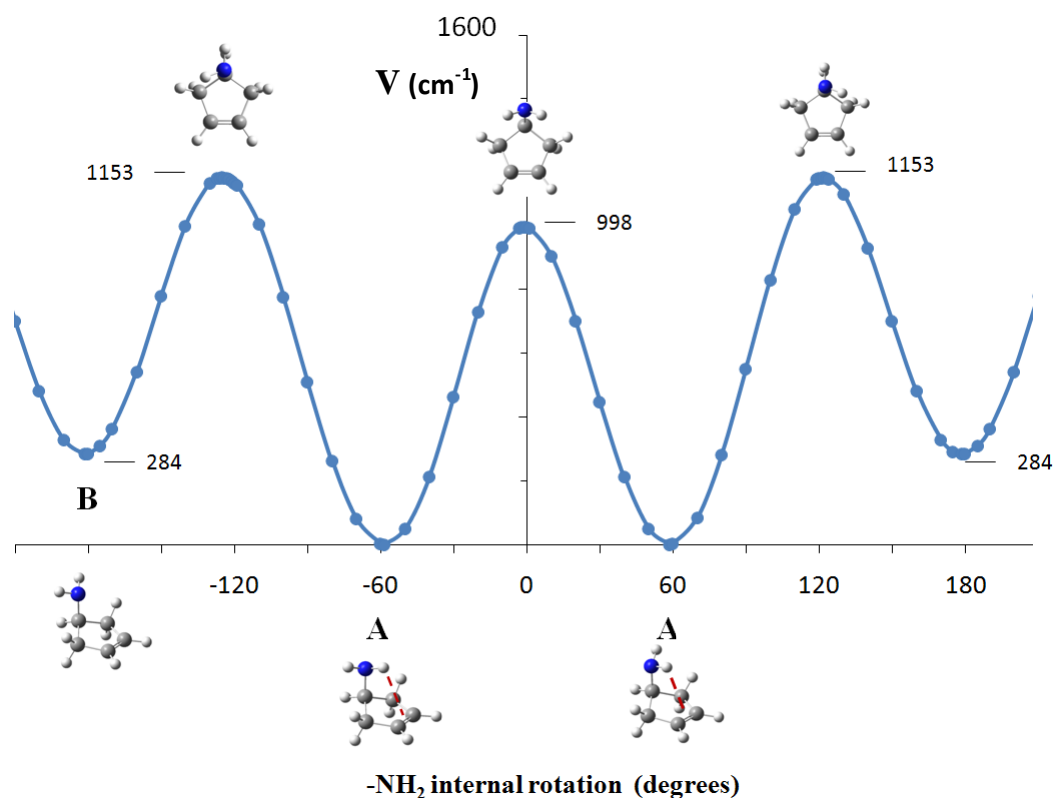 1600
V (cm⁻¹)
1153
1153
998
284
284
B
-120
-60
0
60
120
180
A
A
-NH₂ internal rotation (degrees)